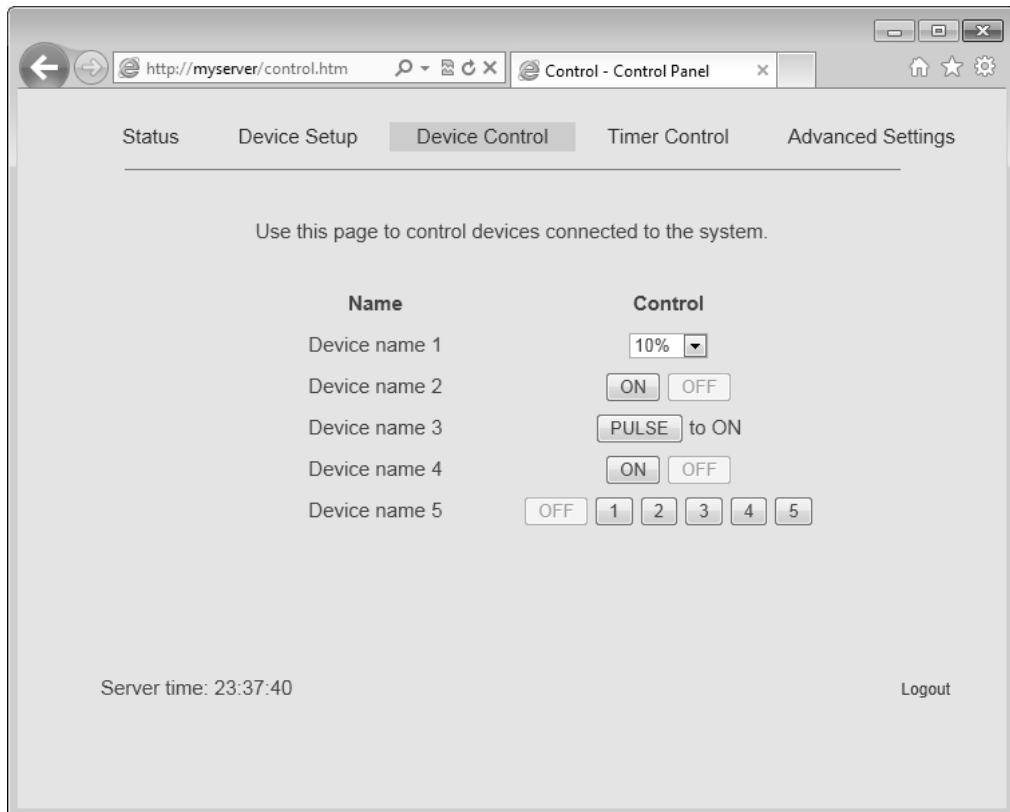 http://myserver/control.htm
Control - Control Panel
Status Device Setup Device Control Timer Control Advanced Settings
Use this page to control devices connected to the system.
Name Control
Device name 1 10%
Device name 2 ON OFF
Device name 3 PULSE to ON
Device name 4 ON OFF
Device name 5 OFF 1 2 3 4 5
Server time: 23:37:40 Logout